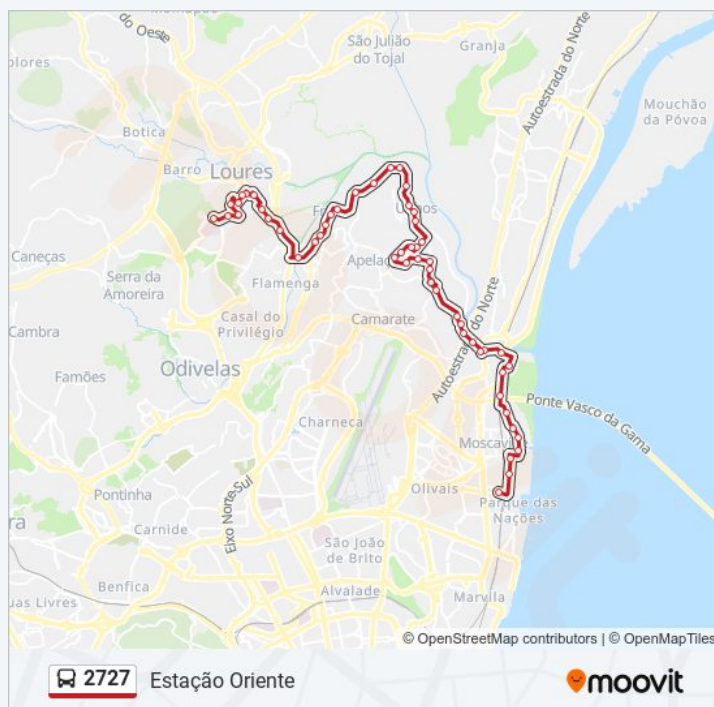 do Oeste
São Julião
do Tojal
Granja
Autoestrada do Norte
Mouchão
da Póvoa
Botica
Barro
Loures
Caneças
Serra da
Amoreira
Flamenga
Apelaç
Cambra
Casal do
Privilégio
Camarate
Famões
Odivelas
Autoestrada do Norte
Ponte Vasco da Gama
Charneca
Moscavi
Eixo Norte-Sul
Olivais
Pontinha
Parque das
Nações
Carnide
São João
de Brito
Benfica
Alvalade
Marvila
uas Livres
© OpenStreetMap contributors | © OpenMapTiles
2727 Estação Oriente
moovit